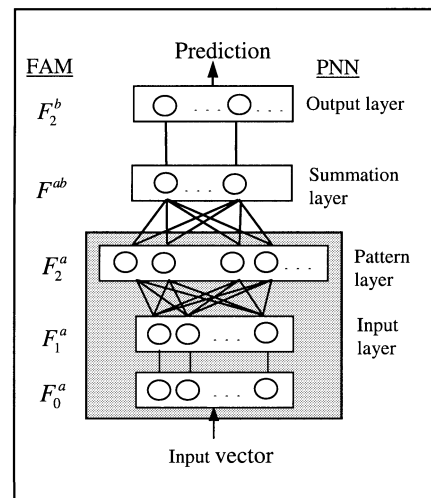 Prediction
FAM
PNN
F_2^b
Output layer
F^{ab}
Summation
layer
F_2^a
Pattern
layer
F_1^a
Input
layer
F_0^a
Input vector